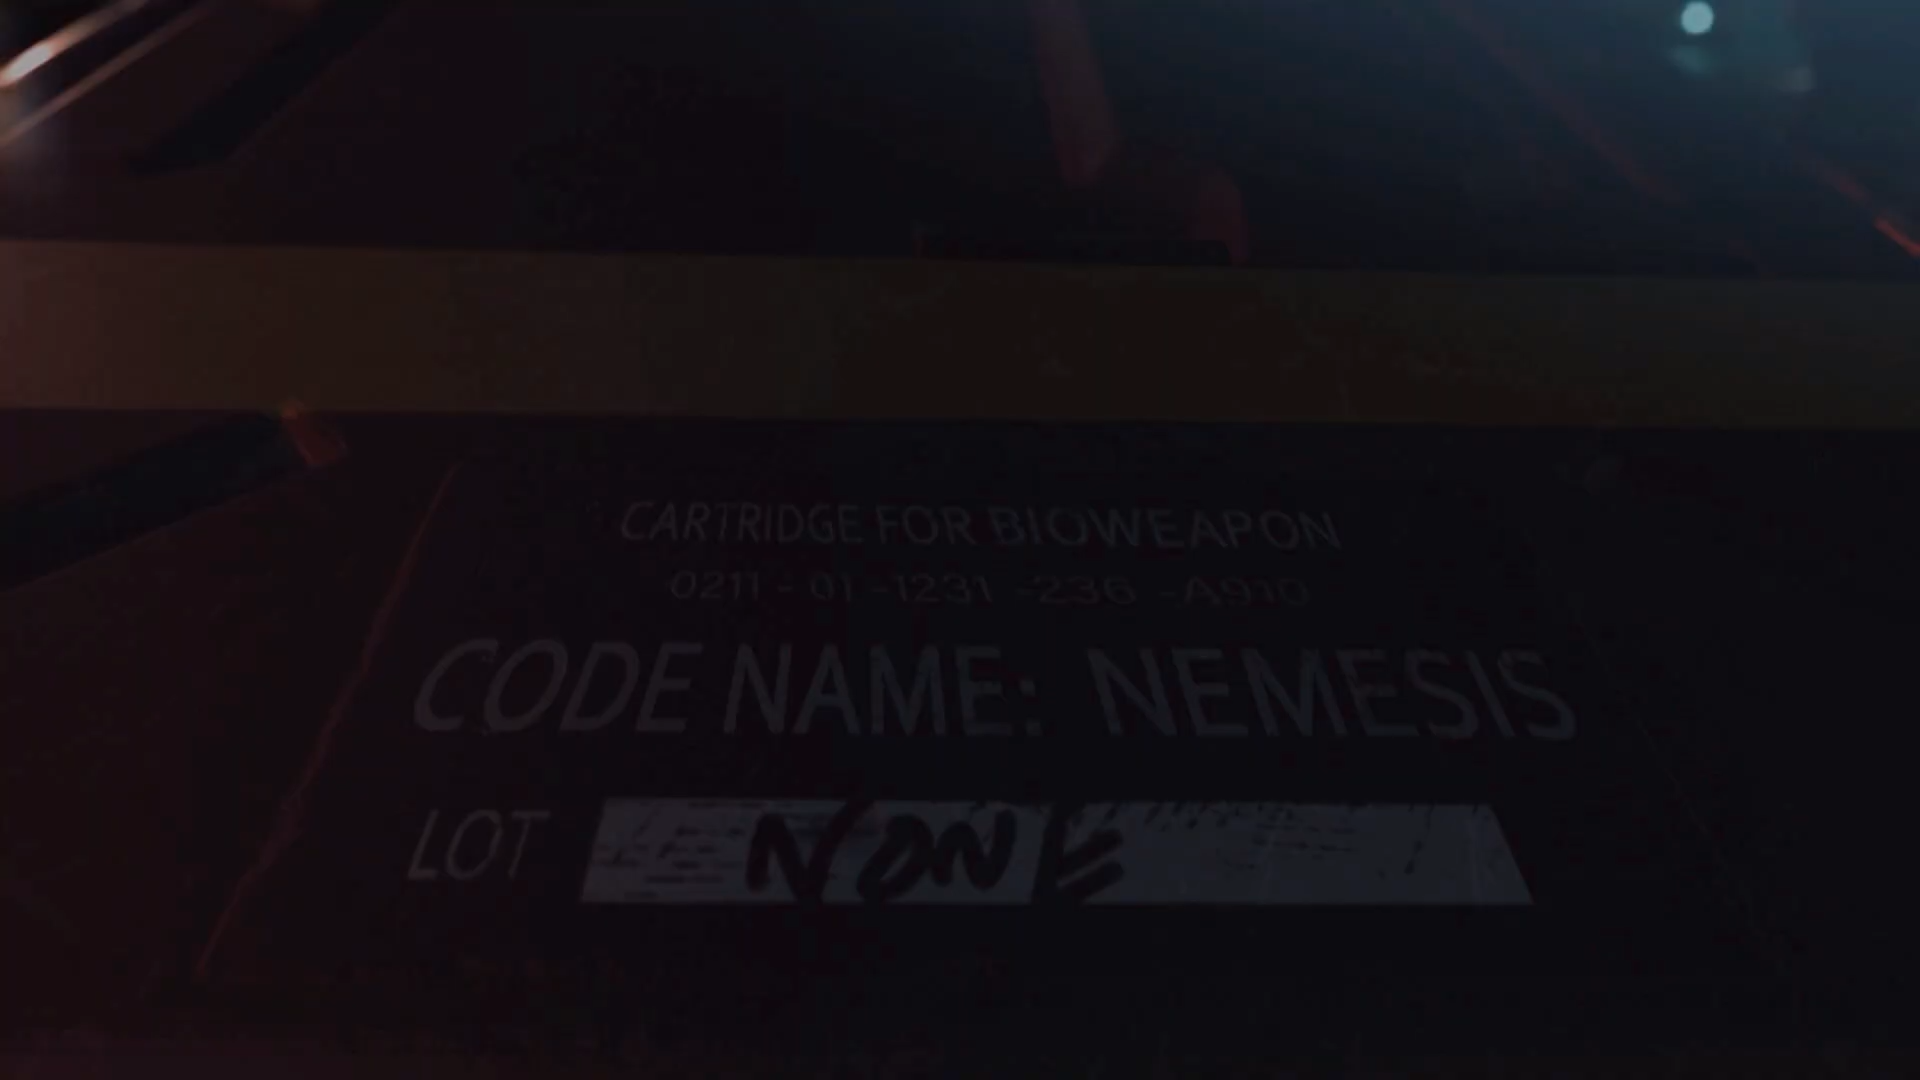 CARTRIDGE FOR BIOWEAPON
0211 - 01 - 1231 - 236 - A910
CODE NAME: NEMESIS
LOT NONE